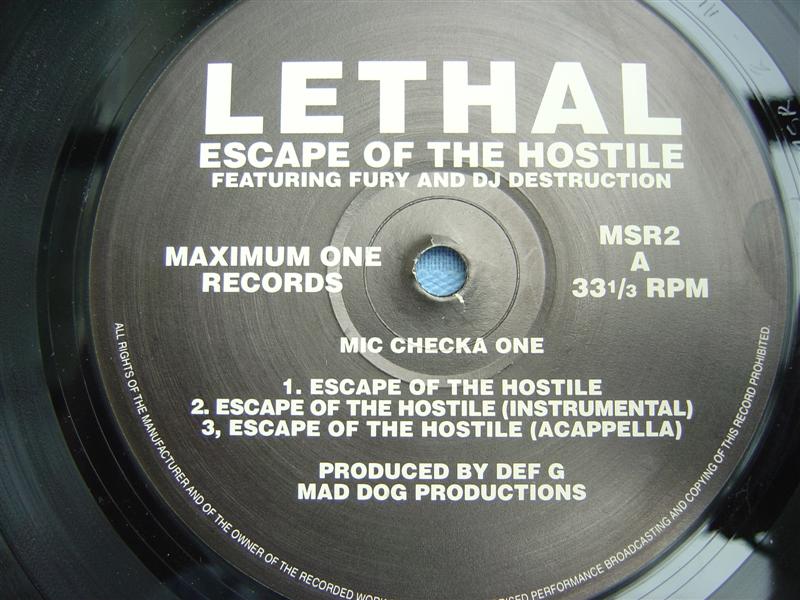 LETHAL
ESCAPE OF THE HOSTILE
FEATURING FURY AND DJ DESTRUCTION
MAXIMUM ONE
RECORDS
MSR2
A
33 1/3 RPM
MIC CHECKA ONE
1. ESCAPE OF THE HOSTILE
2. ESCAPE OF THE HOSTILE (INSTRUMENTAL)
3, ESCAPE OF THE HOSTILE (ACAPPELLA)
PRODUCED BY DEF G
MAD DOG PRODUCTIONS
ALL RIGHTS OF THE MANUFACTURER AND OF THE OWNER OF THE RECORDED PERFORMANCE BROADCASTING AND COPYING OF THIS RECORD PROHIBITED.